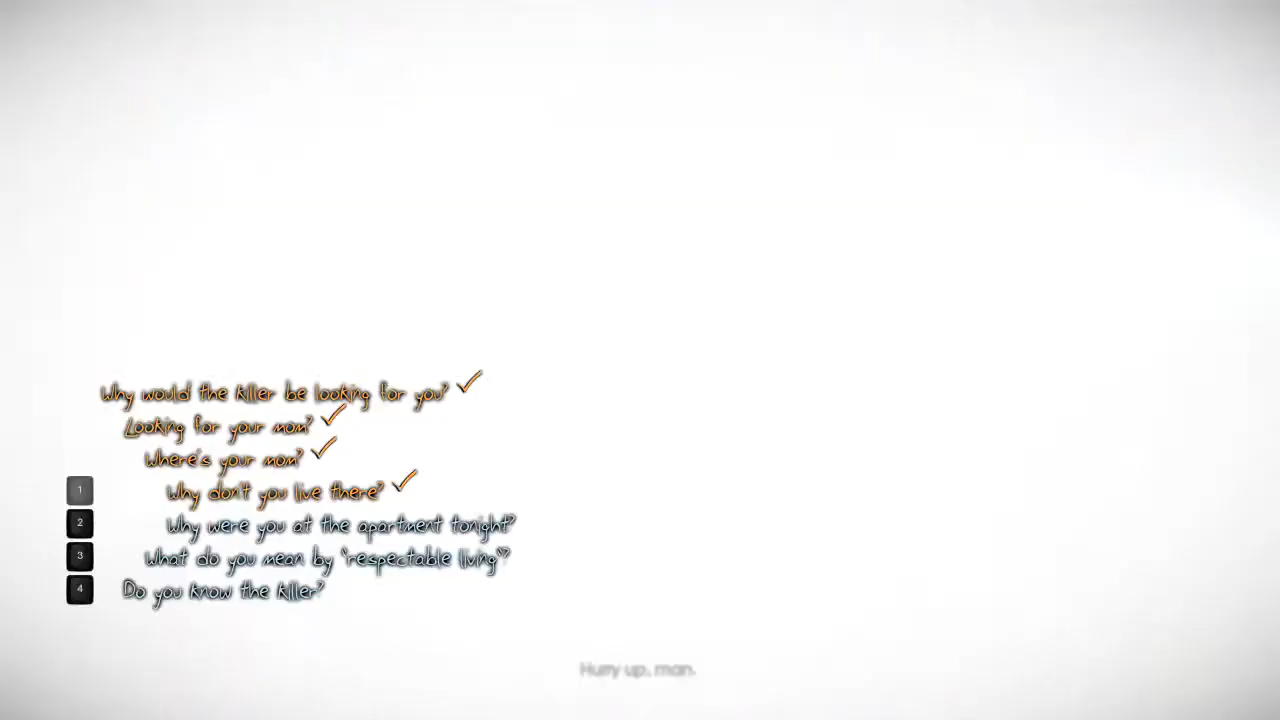 Why would the killer be looking for you?
Looking for your mom?
Where's your mom?
1 Why don't you live there?
2 Why were you at the apartment tonight?
3 What do you mean by "respectable living"?
4 Do you know the killer?
Hurry up, man.